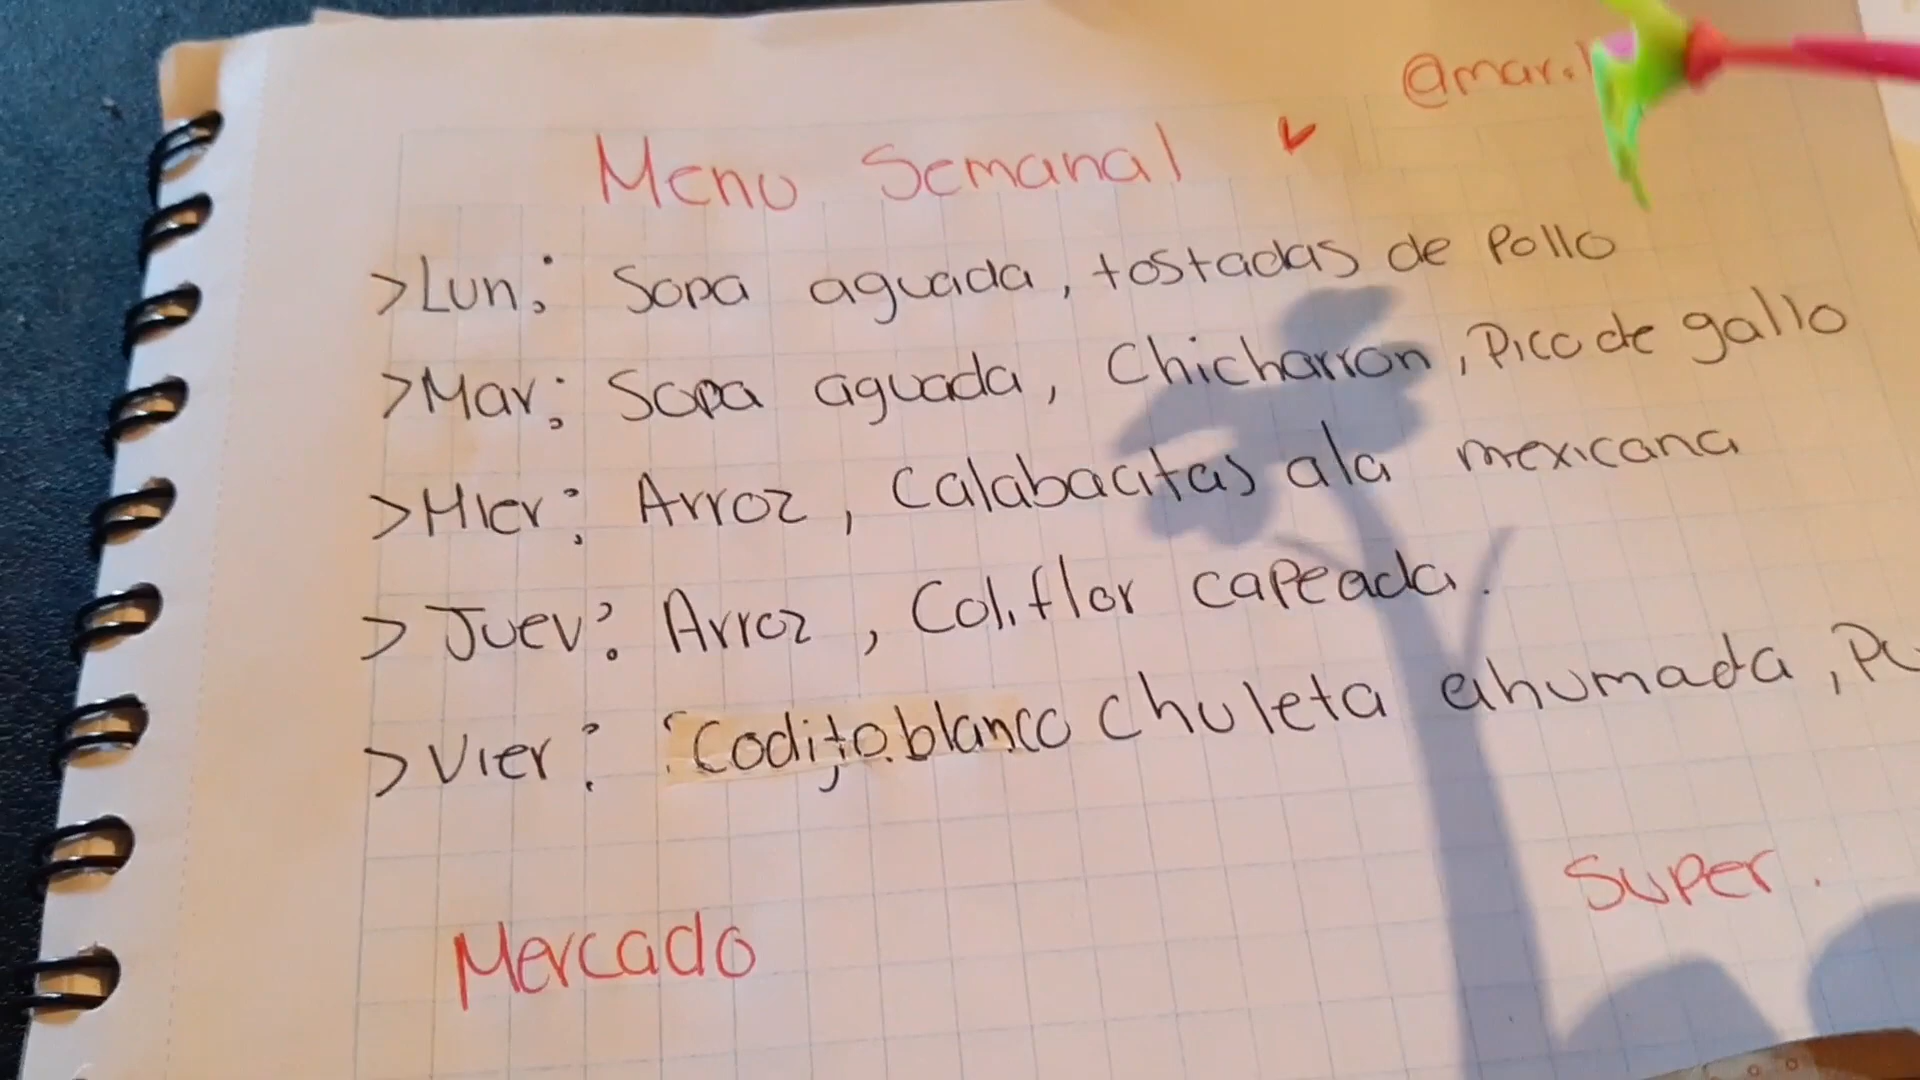 @mar.
Menu Semanal
>Lun; Sopa aguada, tostadas de Pollo
>Mar; Sopa aguada, Chicharron, Pico de gallo
>Mier; Arroz, Calabacitas ala mexicana
>Juev: Arroz, Coliflor capeada.
>Vier: Codito blanco chuleta ahumada,
Super.
Mercado